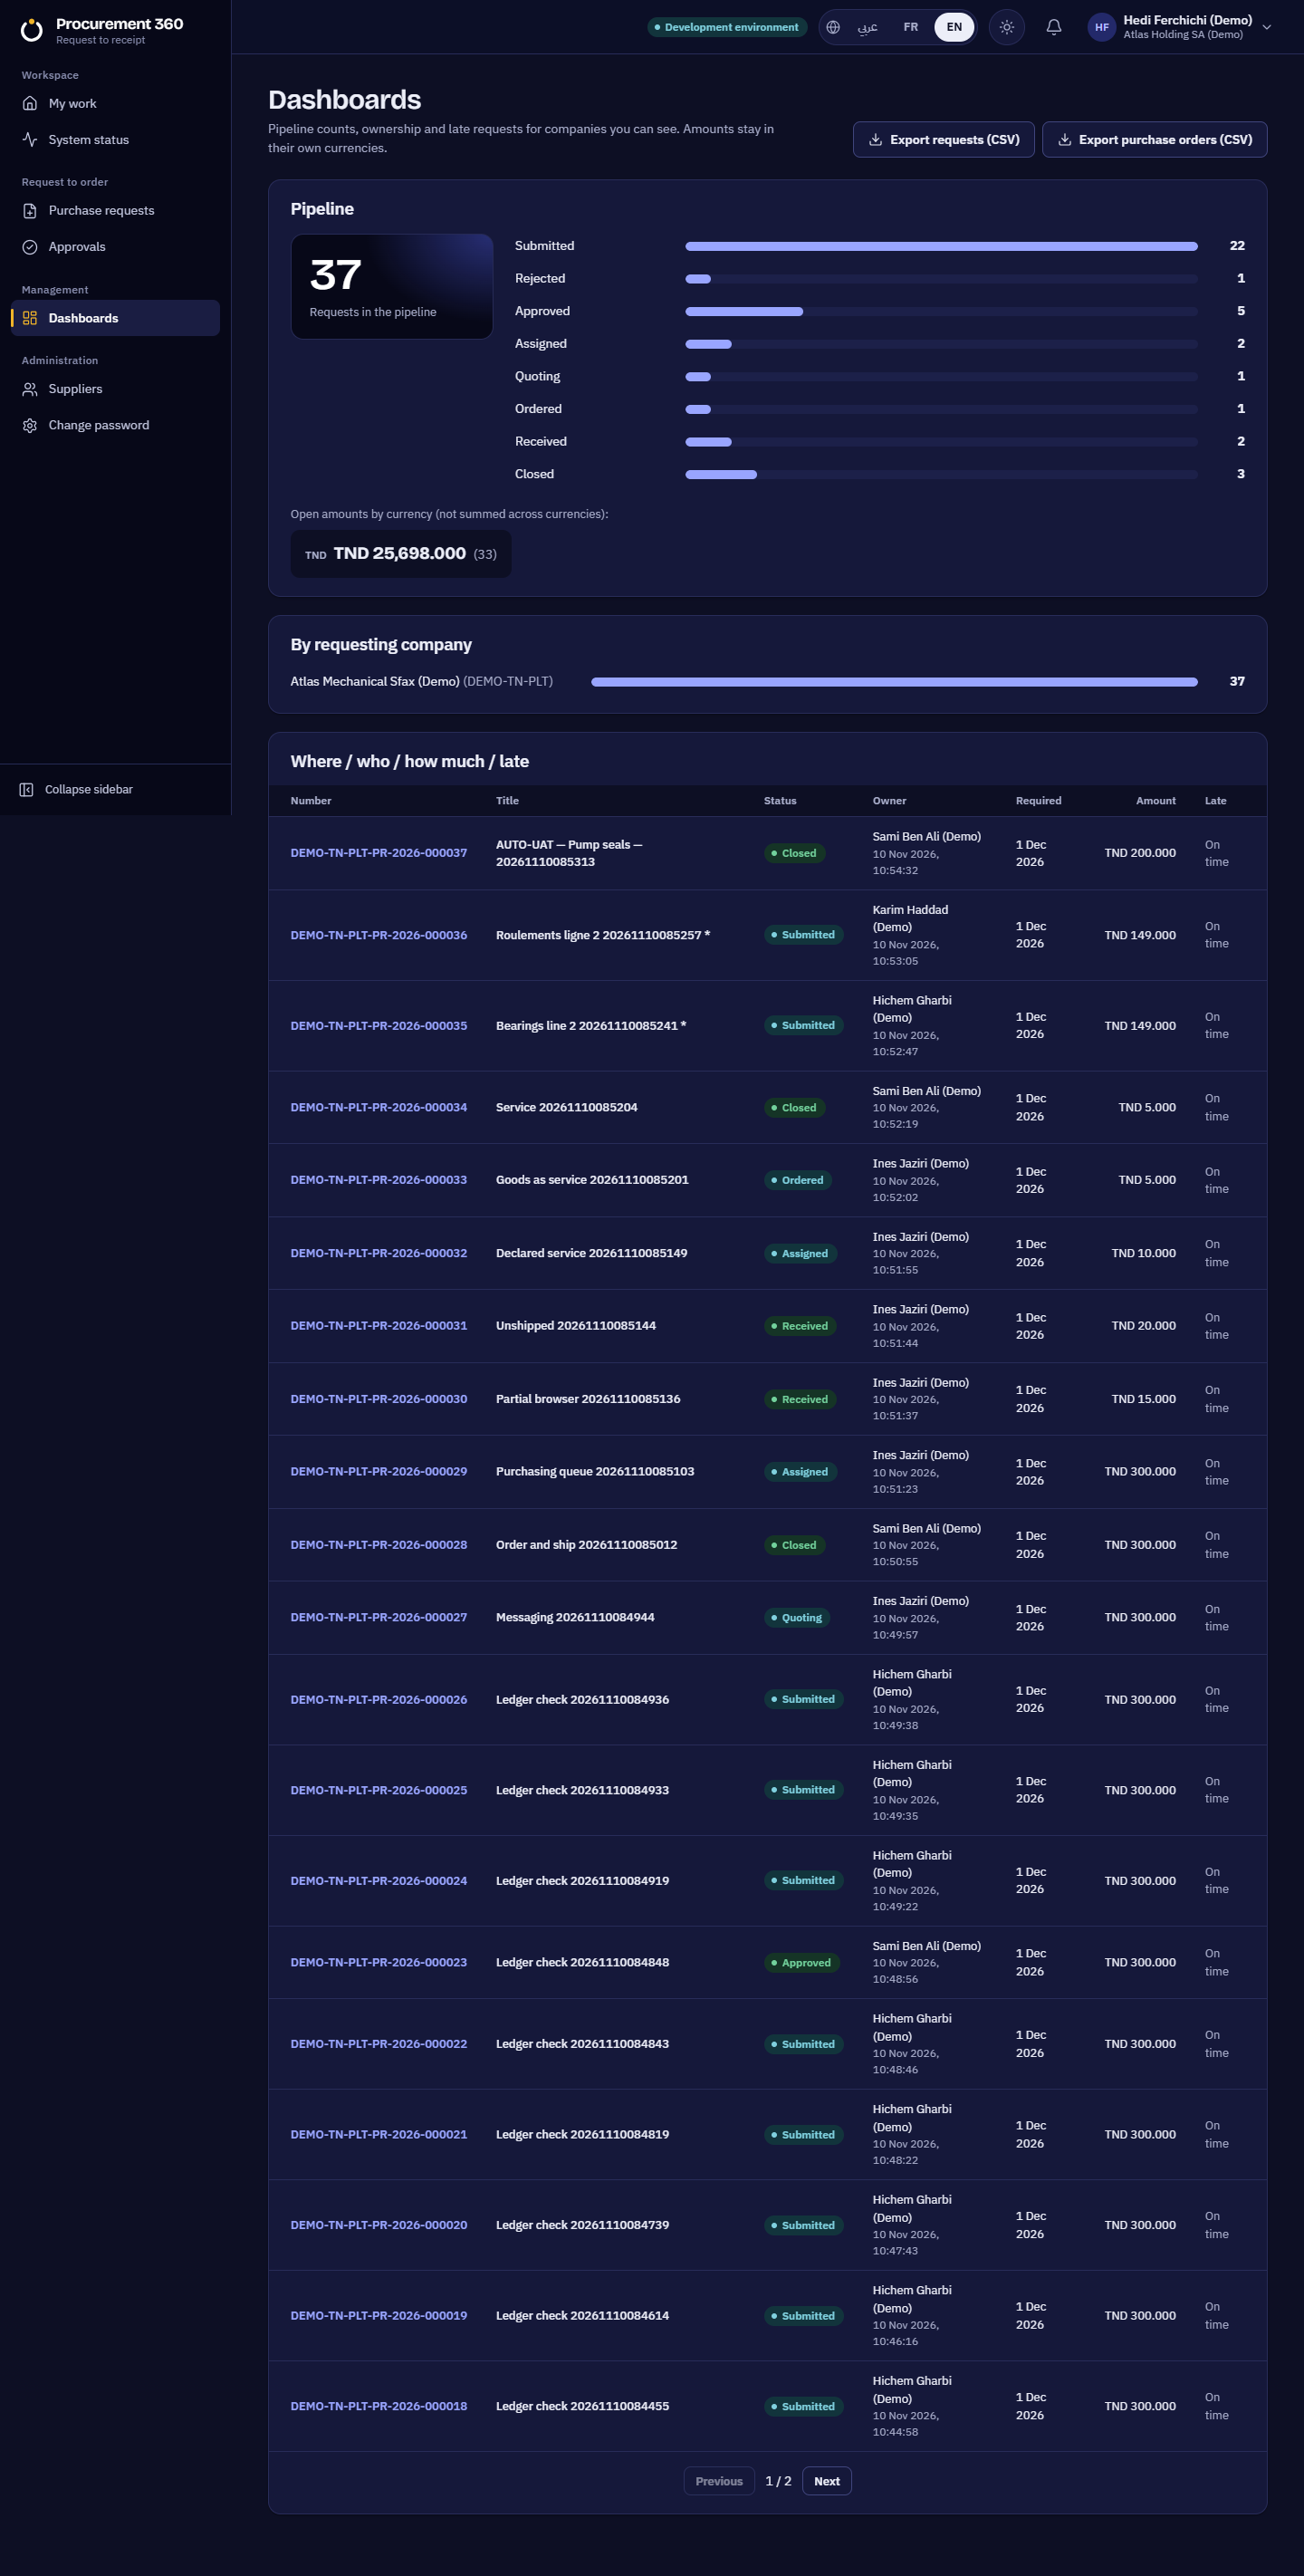 Procurement 360
Request to receipt
Workspace
My work
System status
Request to order
Purchase requests
Approvals
Management
Dashboards
Administration
Suppliers
Change password
Collapse sidebar
Development environment
عربي FR EN
HF
Hedi Ferchichi (Demo)
Atlas Holding SA (Demo)
Dashboards
Pipeline counts, ownership and late requests for companies you can see. Amounts stay in
their own currencies.
Export requests (CSV)
Export purchase orders (CSV)
Pipeline
37
Requests in the pipeline
Submitted 22
Rejected 1
Approved 5
Assigned 2
Quoting 1
Ordered 1
Received 2
Closed 3
Open amounts by currency (not summed across currencies):
TND TND 25,698.000 (33)
By requesting company
Atlas Mechanical Sfax (Demo) (DEMO-TN-PLT) 37
Where / who / how much / late
Number Title Status Owner Required Amount Late
DEMO-TN-PLT-PR-2026-000037 AUTO-UAT — Pump seals — 20261110085313 Closed Sami Ben Ali (Demo) 10 Nov 2026, 10:54:32 1 Dec 2026 TND 200.000 On time
DEMO-TN-PLT-PR-2026-000036 Roulements ligne 2 20261110085257 * Submitted Karim Haddad (Demo) 10 Nov 2026, 10:53:05 1 Dec 2026 TND 149.000 On time
DEMO-TN-PLT-PR-2026-000035 Bearings line 2 20261110085241 * Submitted Hichem Gharbi (Demo) 10 Nov 2026, 10:52:47 1 Dec 2026 TND 149.000 On time
DEMO-TN-PLT-PR-2026-000034 Service 20261110085204 Closed Sami Ben Ali (Demo) 10 Nov 2026, 10:52:19 1 Dec 2026 TND 5.000 On time
DEMO-TN-PLT-PR-2026-000033 Goods as service 20261110085201 Ordered Ines Jaziri (Demo) 10 Nov 2026, 10:52:02 1 Dec 2026 TND 5.000 On time
DEMO-TN-PLT-PR-2026-000032 Declared service 20261110085149 Assigned Ines Jaziri (Demo) 10 Nov 2026, 10:51:55 1 Dec 2026 TND 10.000 On time
DEMO-TN-PLT-PR-2026-000031 Unshipped 20261110085144 Received Ines Jaziri (Demo) 10 Nov 2026, 10:51:44 1 Dec 2026 TND 20.000 On time
DEMO-TN-PLT-PR-2026-000030 Partial browser 20261110085136 Received Ines Jaziri (Demo) 10 Nov 2026, 10:51:37 1 Dec 2026 TND 15.000 On time
DEMO-TN-PLT-PR-2026-000029 Purchasing queue 20261110085103 Assigned Ines Jaziri (Demo) 10 Nov 2026, 10:51:23 1 Dec 2026 TND 300.000 On time
DEMO-TN-PLT-PR-2026-000028 Order and ship 20261110085012 Closed Sami Ben Ali (Demo) 10 Nov 2026, 10:50:55 1 Dec 2026 TND 300.000 On time
DEMO-TN-PLT-PR-2026-000027 Messaging 20261110084944 Quoting Ines Jaziri (Demo) 10 Nov 2026, 10:49:57 1 Dec 2026 TND 300.000 On time
DEMO-TN-PLT-PR-2026-000026 Ledger check 20261110084936 Submitted Hichem Gharbi (Demo) 10 Nov 2026, 10:49:38 1 Dec 2026 TND 300.000 On time
DEMO-TN-PLT-PR-2026-000025 Ledger check 20261110084933 Submitted Hichem Gharbi (Demo) 10 Nov 2026, 10:49:35 1 Dec 2026 TND 300.000 On time
DEMO-TN-PLT-PR-2026-000024 Ledger check 20261110084919 Submitted Hichem Gharbi (Demo) 10 Nov 2026, 10:49:22 1 Dec 2026 TND 300.000 On time
DEMO-TN-PLT-PR-2026-000023 Ledger check 20261110084848 Approved Sami Ben Ali (Demo) 10 Nov 2026, 10:48:56 1 Dec 2026 TND 300.000 On time
DEMO-TN-PLT-PR-2026-000022 Ledger check 20261110084843 Submitted Hichem Gharbi (Demo) 10 Nov 2026, 10:48:46 1 Dec 2026 TND 300.000 On time
DEMO-TN-PLT-PR-2026-000021 Ledger check 20261110084819 Submitted Hichem Gharbi (Demo) 10 Nov 2026, 10:48:22 1 Dec 2026 TND 300.000 On time
DEMO-TN-PLT-PR-2026-000020 Ledger check 20261110084739 Submitted Hichem Gharbi (Demo) 10 Nov 2026, 10:47:43 1 Dec 2026 TND 300.000 On time
DEMO-TN-PLT-PR-2026-000019 Ledger check 20261110084614 Submitted Hichem Gharbi (Demo) 10 Nov 2026, 10:46:16 1 Dec 2026 TND 300.000 On time
DEMO-TN-PLT-PR-2026-000018 Ledger check 20261110084455 Submitted Hichem Gharbi (Demo) 10 Nov 2026, 10:44:58 1 Dec 2026 TND 300.000 On time
Previous 1 / 2 Next